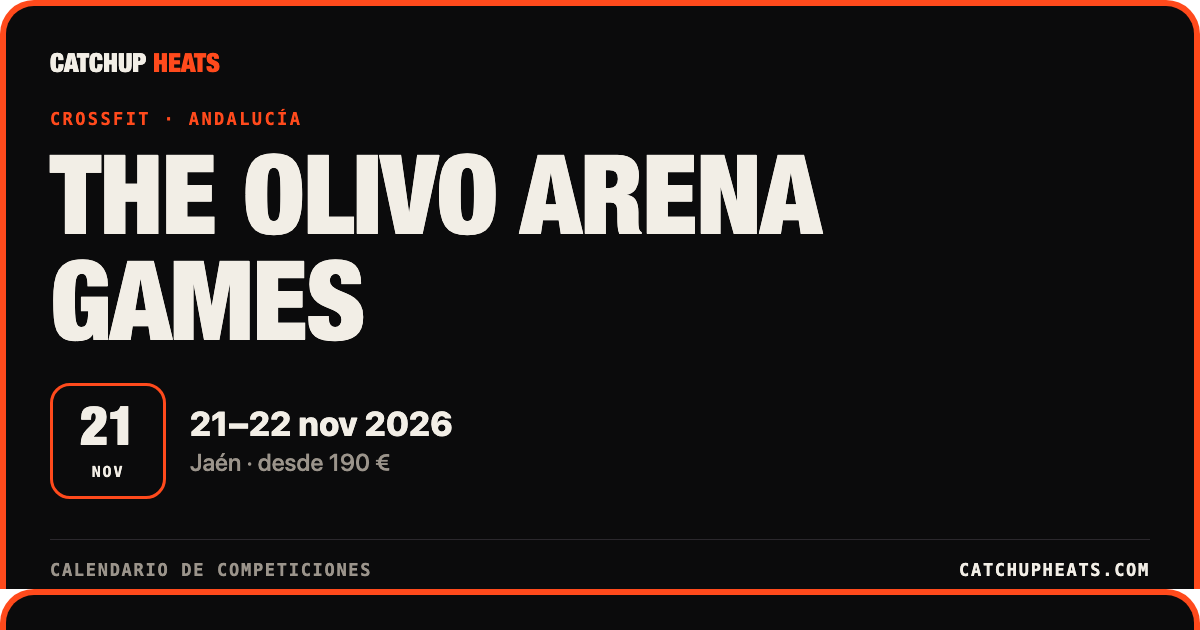 CATCHUP HEATS
CROSSFIT · ANDALUCÍA
THE OLIVO ARENA
GAMES
21
NOV
21–22 nov 2026
Jaén · desde 190 €
CALENDARIO DE COMPETICIONES
CATCHUPHEATS.COM